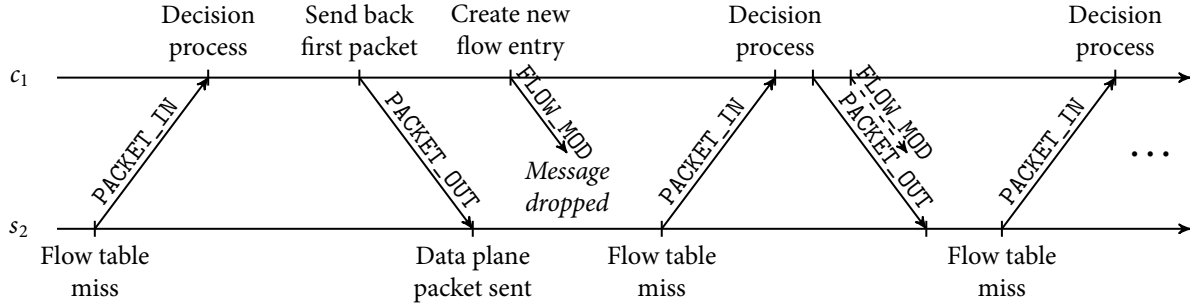 Decision
process
Send back
first packet
Create new
flow entry
Decision
process
Decision
process
c1
PACKET_IN
PACKET_OUT
FLOW_MOD
Message
dropped
PACKET_IN
FLOW_MOD
PACKET_OUT
PACKET_IN
...
s2
Flow table
miss
Data plane
packet sent
Flow table
miss
Flow table
miss